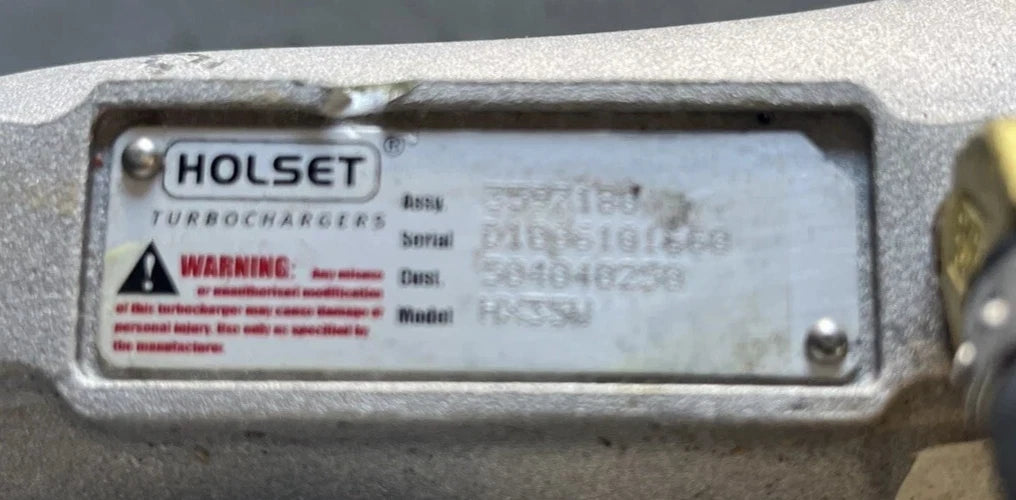 HOLSET®
TURBOCHARGERS
WARNING: Any misuse
or unauthorised modification
of this turbocharger may cause damage or
personal injury. Use only as specified by
the manufacturer.
Assy
Serial
Cust. 504040250
Model HX35W